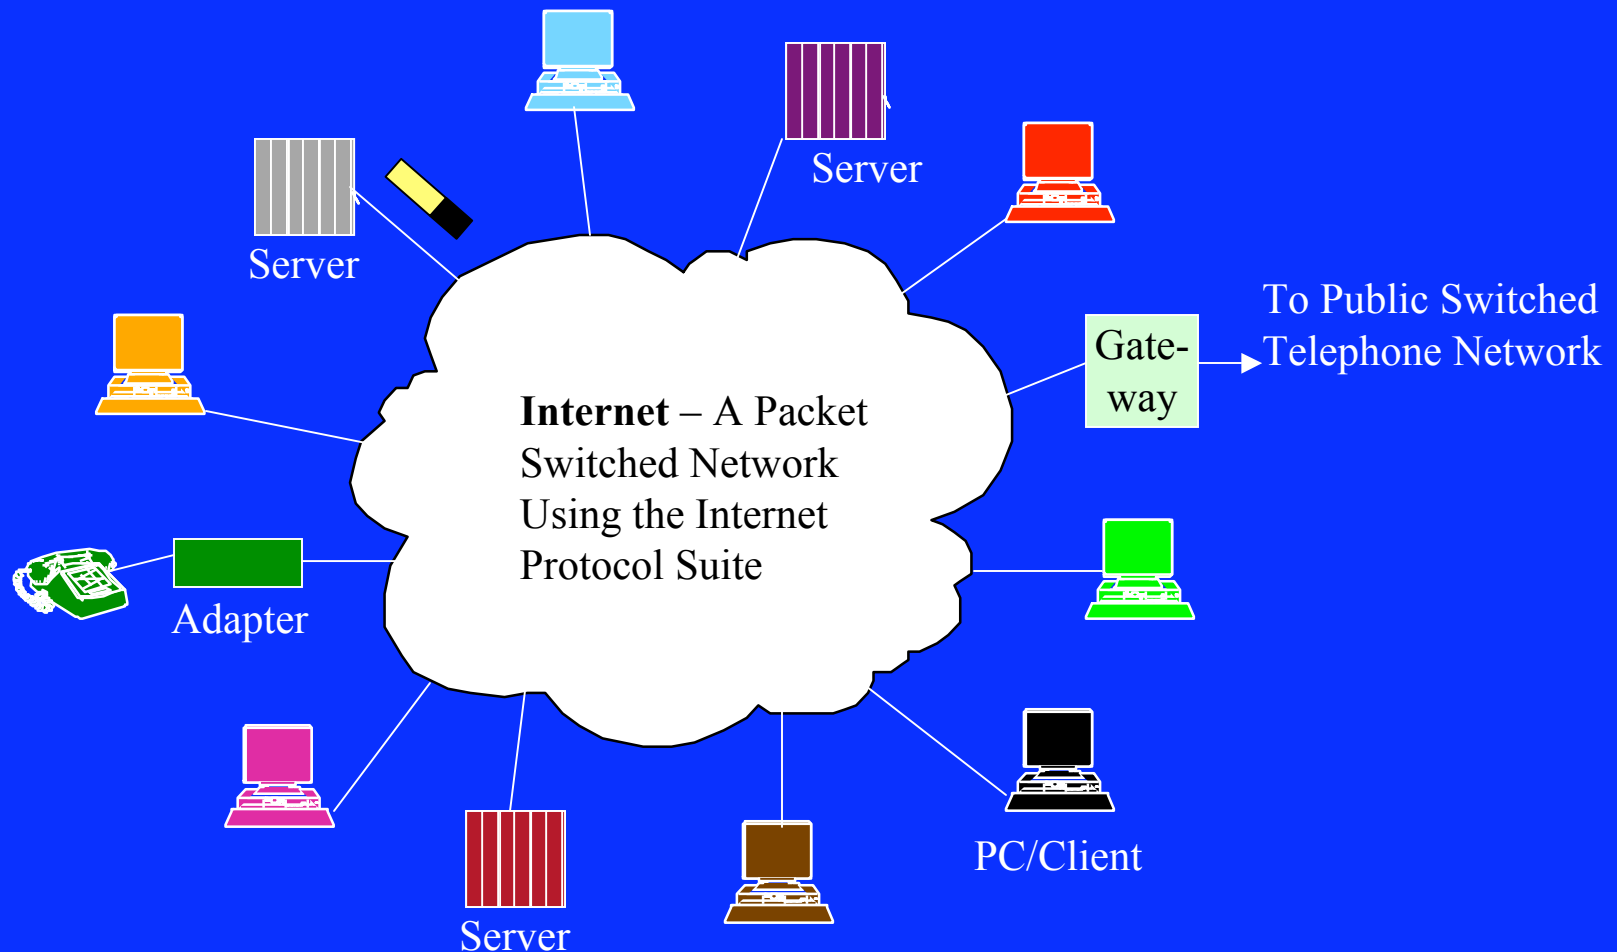 Server
Server
To Public Switched
Telephone Network
Gate-
way
Internet – A Packet
Switched Network
Using the Internet
Protocol Suite
Adapter
PC/Client
Server